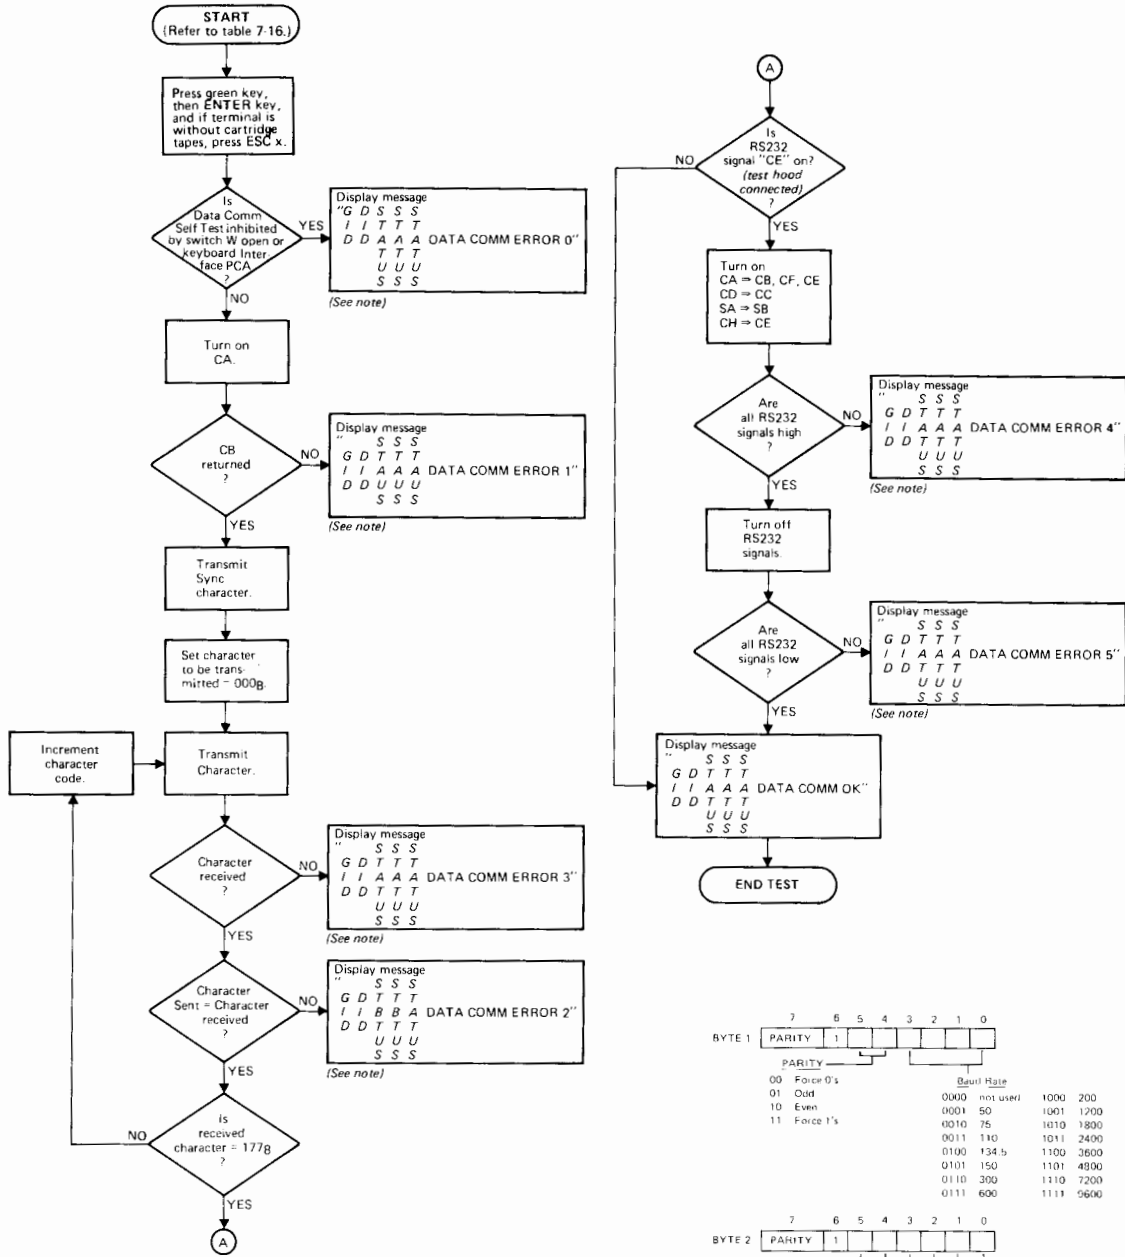 START
(Refer to table 7-16.)
Press green key,
then ENTER key,
and if terminal is
without cartridge
tapes, press ESC x.
Is
Data Comm
Self Test inhibited
by switch W open or
keyboard Inter-
face PCA
?
YES
NO
Display message
"G D S S S
I I T T T
D D A A A DATA COMM ERROR 0"
T T T
U U U
S S S
(See note)
Turn on
CA.
CB
returned
?
NO
YES
Display message
" S S S
G D T T T
I I A A A DATA COMM ERROR 1"
D D U U U
S S S
(See note)
Transmit
Sync
character.
Set character
to be trans-
mitted = 000B.
Increment
character
code.
Transmit
Character.
Character
received
?
NO
YES
Display message
" S S S
G D T T T
I I A A A DATA COMM ERROR 3"
D D T T T
U U U
S S S
(See note)
Character
Sent = Character
received
?
NO
YES
Display message
" S S S
G D T T T
I I B B A DATA COMM ERROR 2"
D D T T T
U U U
S S S
(See note)
Is
received
character = 177B
?
NO
YES
A
A
Is
RS232
signal "CE" on?
(test hood
connected)
?
NO
YES
Turn on
CA ⇒ CB, CF, CE
CD ⇒ CC
SA ⇒ SB
CH ⇒ CE
Are
all RS232
signals high
?
NO
YES
Display message
" S S S
G D T T T
I I A A A DATA COMM ERROR 4"
D D T T T
U U U
S S S
(See note)
Turn off
RS232
signals.
Are
all RS232
signals low
?
NO
YES
Display message
" S S S
G D T T T
I I A A A DATA COMM ERROR 5"
D D T T T
U U U
S S S
(See note)
Display message
" S S S
G D T T T
I I A A A DATA COMM OK"
D D T T T
U U U
S S S
END TEST
7 6 5 4 3 2 1 0
BYTE 1 PARITY 1
PARITY
00 Force 0's
01 Odd
10 Even
11 Force 1's
Baud Rate
0000 not used 1000 200
0001 50 1001 1200
0010 75 1010 1800
0011 110 1011 2400
0100 134.5 1100 3600
0101 150 1101 4800
0110 300 1110 7200
0111 600 1111 9600
7 6 5 4 3 2 1 0
BYTE 2 PARITY 1